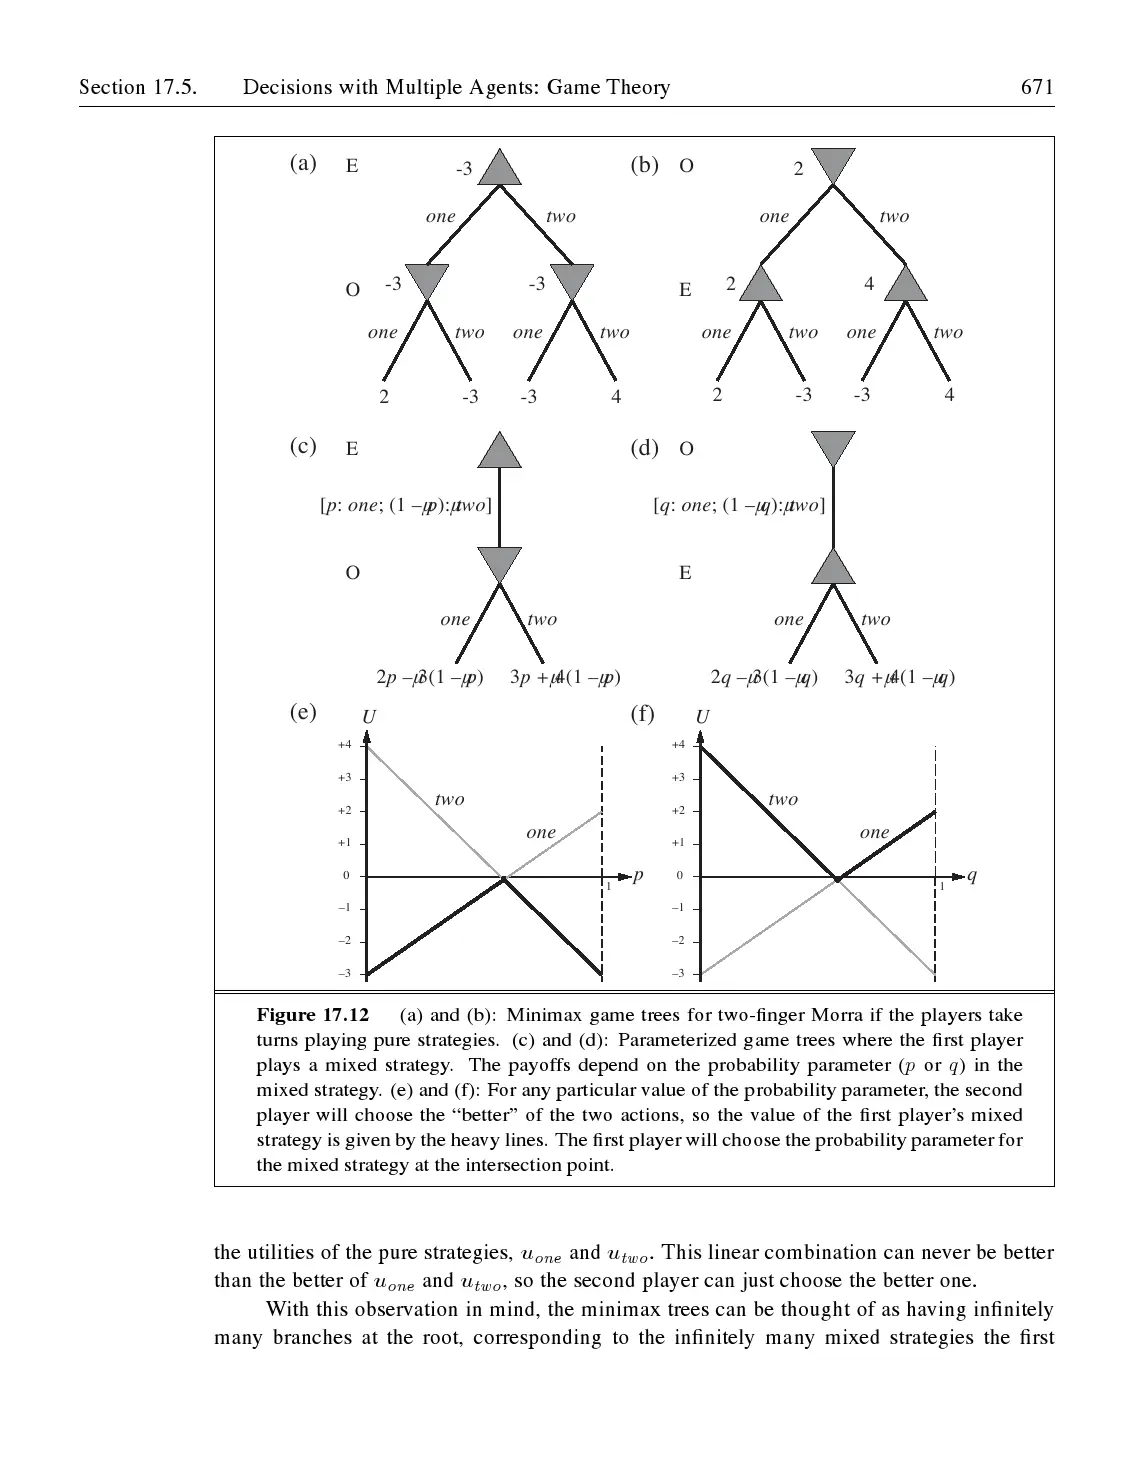 Section 17.5. Decisions with Multiple Agents: Game Theory 671
(a) E -3 (b) O 2
one two one two
O -3 -3 E 2 4
one two one two one two one two
2 -3 -3 4 2 -3 -3 4
(c) E (d) O
[p: one; (1 – p): two] [q: one; (1 – q): two]
O E
one two one two
2p – 3(1 – p) 3p + 4(1 – p) 2q – 3(1 – q) 3q + 4(1 – q)
(e) U (f) U
+4 +4
+3 +3
two two
+2 +2
one one
+1 +1
0 p 0 q
1 1
–1 –1
–2 –2
–3 –3
Figure 17.12 (a) and (b): Minimax game trees for two-finger Morra if the players take
turns playing pure strategies. (c) and (d): Parameterized game trees where the first player
plays a mixed strategy. The payoffs depend on the probability parameter (p or q) in the
mixed strategy. (e) and (f): For any particular value of the probability parameter, the second
player will choose the “better” of the two actions, so the value of the first player’s mixed
strategy is given by the heavy lines. The first player will choose the probability parameter for
the mixed strategy at the intersection point.
the utilities of the pure strategies, u_one and u_two. This linear combination can never be better
than the better of u_one and u_two, so the second player can just choose the better one.
With this observation in mind, the minimax trees can be thought of as having infinitely
many branches at the root, corresponding to the infinitely many mixed strategies the first